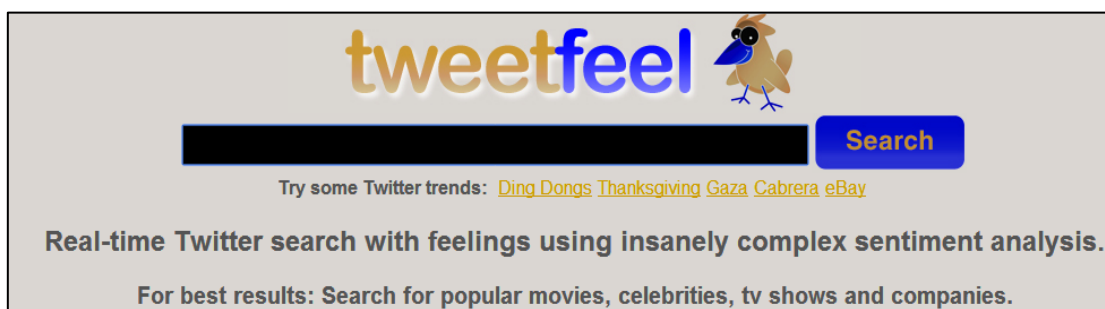 tweetfeel
Search
Try some Twitter trends: Ding Dongs Thanksgiving Gaza Cabrera eBay
Real-time Twitter search with feelings using insanely complex sentiment analysis.
For best results: Search for popular movies, celebrities, tv shows and companies.